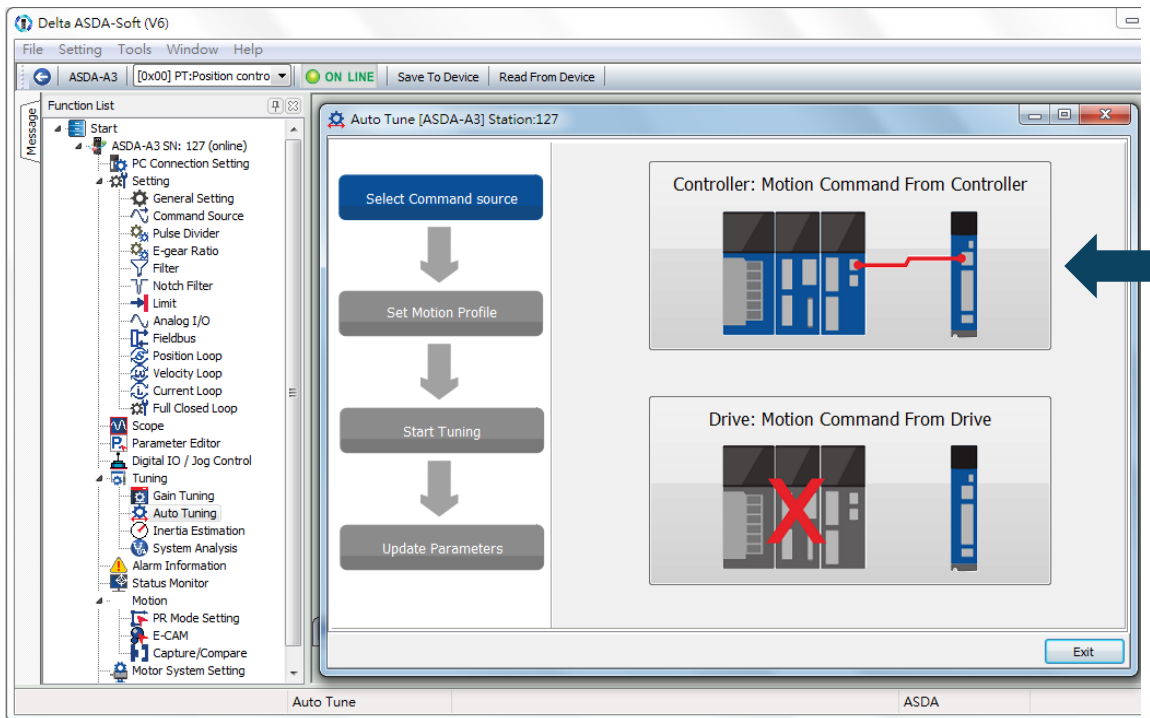 Delta ASDA-Soft (V6)
File Setting Tools Window Help
ASDA-A3 [0x00] PT:Position contro ON LINE Save To Device Read From Device
Message
Function List
Start
ASDA-A3 SN: 127 (online)
PC Connection Setting
Setting
General Setting
Command Source
Pulse Divider
E-gear Ratio
Filter
Notch Filter
Limit
Analog I/O
Fieldbus
Position Loop
Velocity Loop
Current Loop
Full Closed Loop
Scope
Parameter Editor
Digital IO / Jog Control
Tuning
Gain Tuning
Auto Tuning
Inertia Estimation
System Analysis
Alarm Information
Status Monitor
Motion
PR Mode Setting
E-CAM
Capture/Compare
Motor System Setting
Auto Tune [ASDA-A3] Station:127
Select Command source
Set Motion Profile
Start Tuning
Update Parameters
Controller: Motion Command From Controller
Drive: Motion Command From Drive
Exit
Auto Tune
ASDA